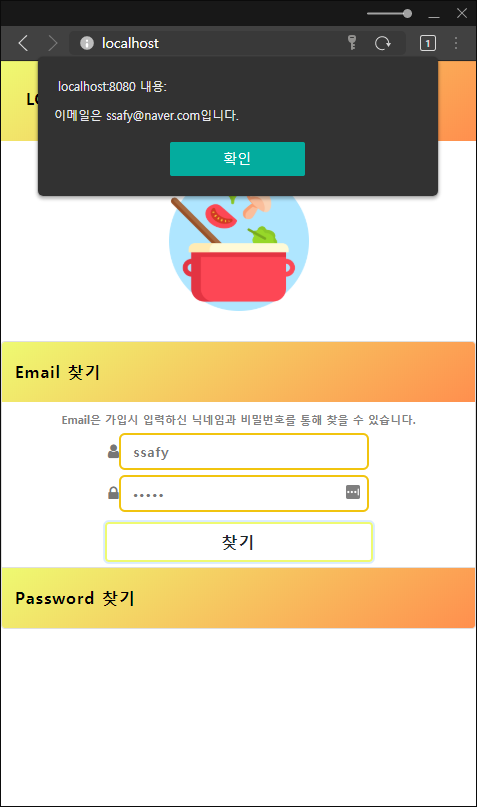 localhost
1
localhost:8080 내용:
이메일은 ssafy@naver.com입니다.
확인
Email 찾기
Email은 가입시 입력하신 닉네임과 비밀번호를 통해 찾을 수 있습니다.
ssafy
•••••
찾기
Password 찾기